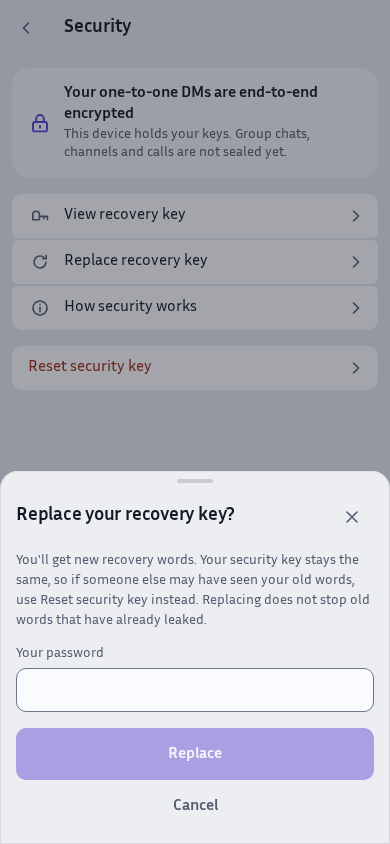 Security
Your one-to-one DMs are end-to-end
encrypted
This device holds your keys. Group chats,
channels and calls are not sealed yet.
View recovery key
Replace recovery key
How security works
Reset security key
Replace your recovery key?
You'll get new recovery words. Your security key stays the
same, so if someone else may have seen your old words,
use Reset security key instead. Replacing does not stop old
words that have already leaked.
Your password
Replace
Cancel